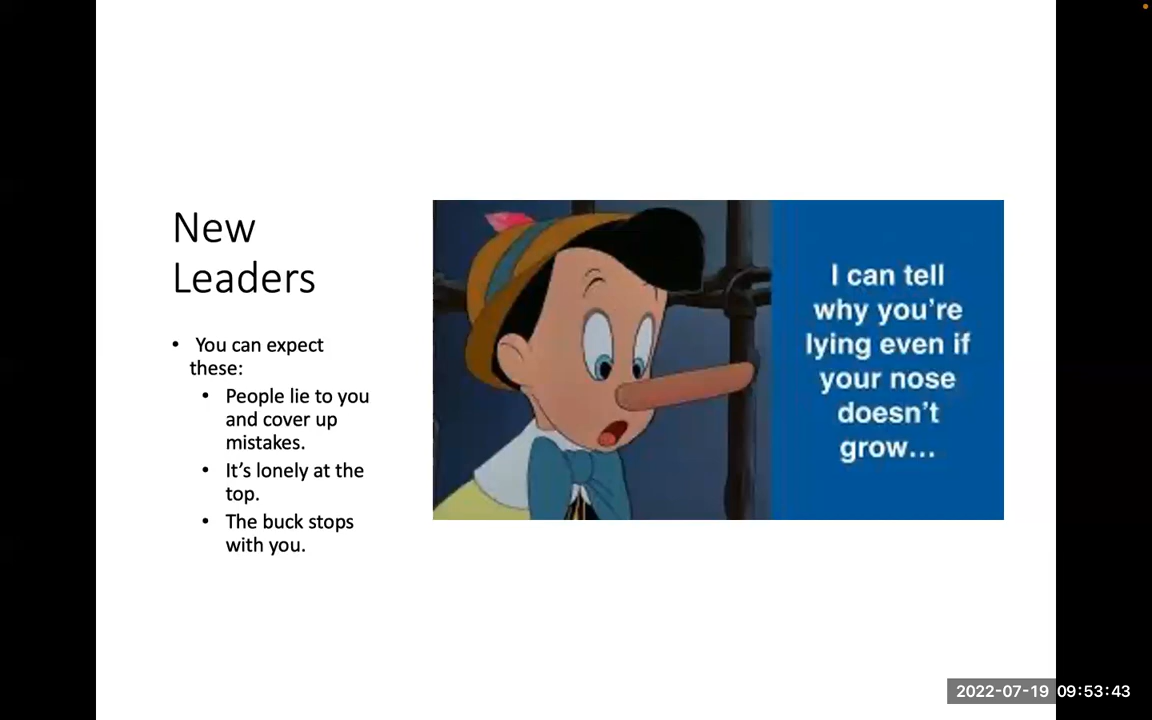 New
Leaders
• You can expect
these:
• People lie to you
and cover up
mistakes.
• It’s lonely at the
top.
• The buck stops
with you.
I can tell
why you’re
lying even if
your nose
doesn’t
grow...
2022-07-19 09:53:43